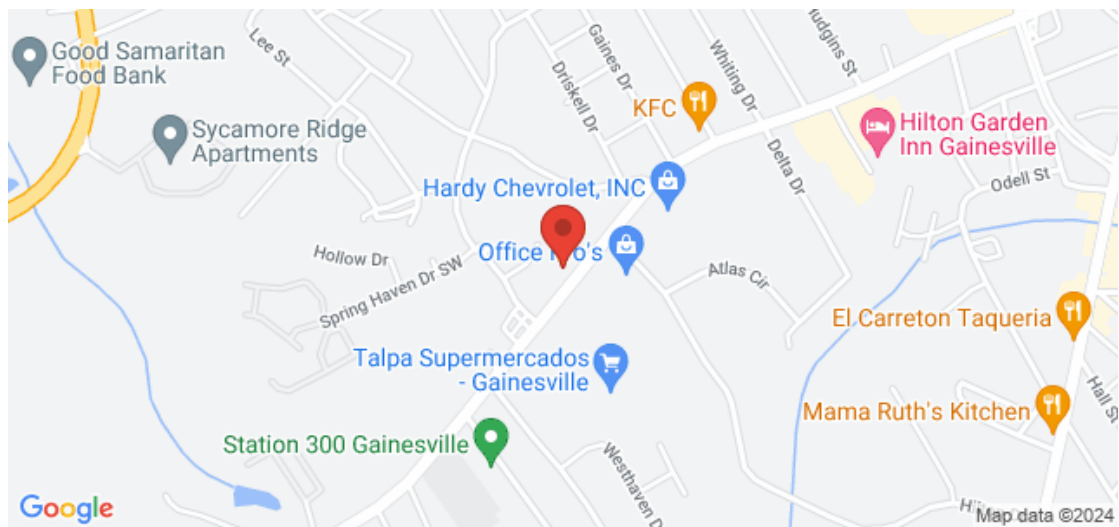 Good Samaritan
Food Bank
Lee St
Gaines Dr
Driskell Dr
Whiting Dr
Hudgins St
KFC
Hilton Garden
Inn Gainesville
Sycamore Ridge
Apartments
Delta Dr
Odell St
Hardy Chevrolet, INC
Office
o's
Hollow Dr
Spring Haven Dr SW
Atlas Cir
El Carreton Taqueria
Talpa Supermercados
- Gainesville
Hall St
Mama Ruth's Kitchen
Station 300 Gainesville
Westhaven D
Google
Map data ©2024